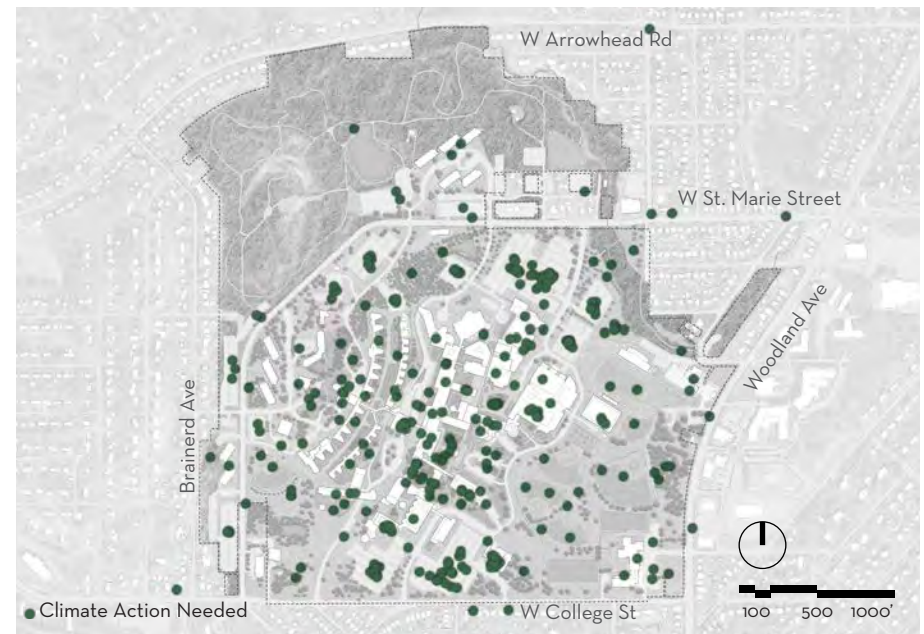 W Arrowhead Rd
W St. Marie Street
Woodland Ave
Brainerd Ave
Climate Action Needed
W College St
100 500 1000'